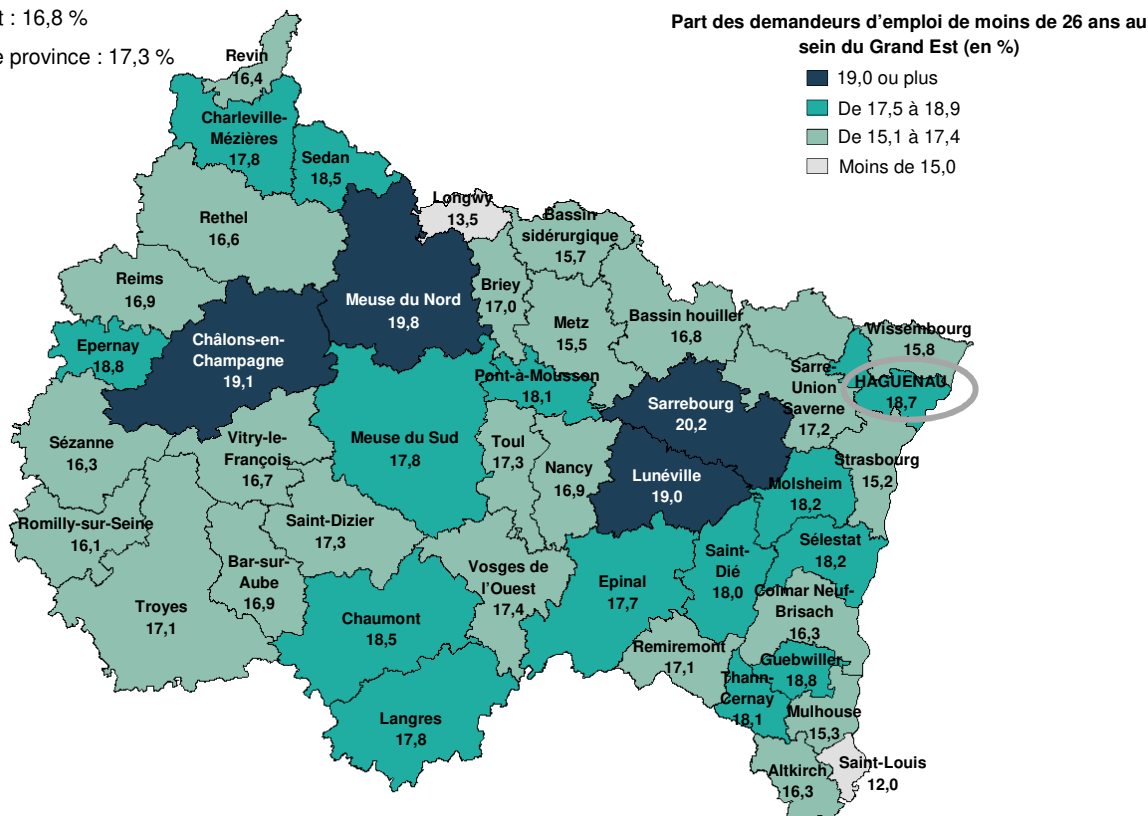 t : 16,8 %
e province : 17,3 %
Part des demandeurs d’emploi de moins de 26 ans au
sein du Grand Est (en %)
19,0 ou plus
De 17,5 à 18,9
De 15,1 à 17,4
Moins de 15,0
Revin
16,4
Charleville-
Mézières
17,8
Sedan
18,5
Rethel
16,6
Longwy
13,5
Bassin
sidérurgique
15,7
Reims
16,9
Meuse du Nord
19,8
Briey
17,0
Metz
15,5
Bassin houiller
16,8
Wissembourg
15,8
Epernay
18,8
Châlons-en-
Champagne
19,1
Pont-à-Mousson
18,1
Sarrebourg
20,2
Sarre-
Union
Saverne
17,2
HAGUENAU
18,7
Sézanne
16,3
Vitry-le-
François
16,7
Meuse du Sud
17,8
Toul
17,3
Nancy
16,9
Lunéville
19,0
Strasbourg
15,2
Molsheim
18,2
Romilly-sur-Seine
16,1
Saint-Dizier
17,3
Bar-sur-
Aube
16,9
Vosges de
l’Ouest
17,4
Epinal
17,7
Saint-
Dié
18,0
Sélestat
18,2
Troyes
17,1
Chaumont
18,5
Colmar Neuf-
Brisach
16,3
Remiremont
17,1
Guebwiller
18,8
Thann-
Cernay
18,1
Langres
17,8
Mulhouse
15,3
Altkirch
16,3
Saint-Louis
12,0